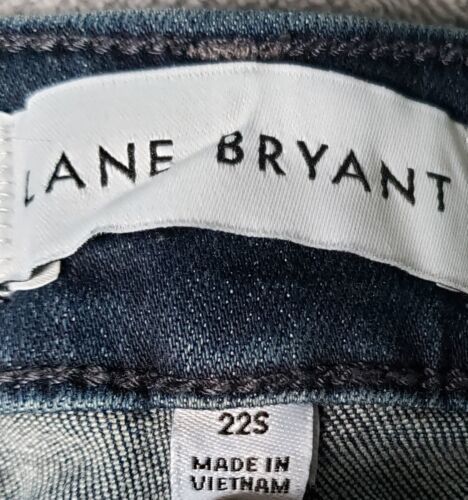 LANE BRYANT
22S
MADE IN
VIETNAM